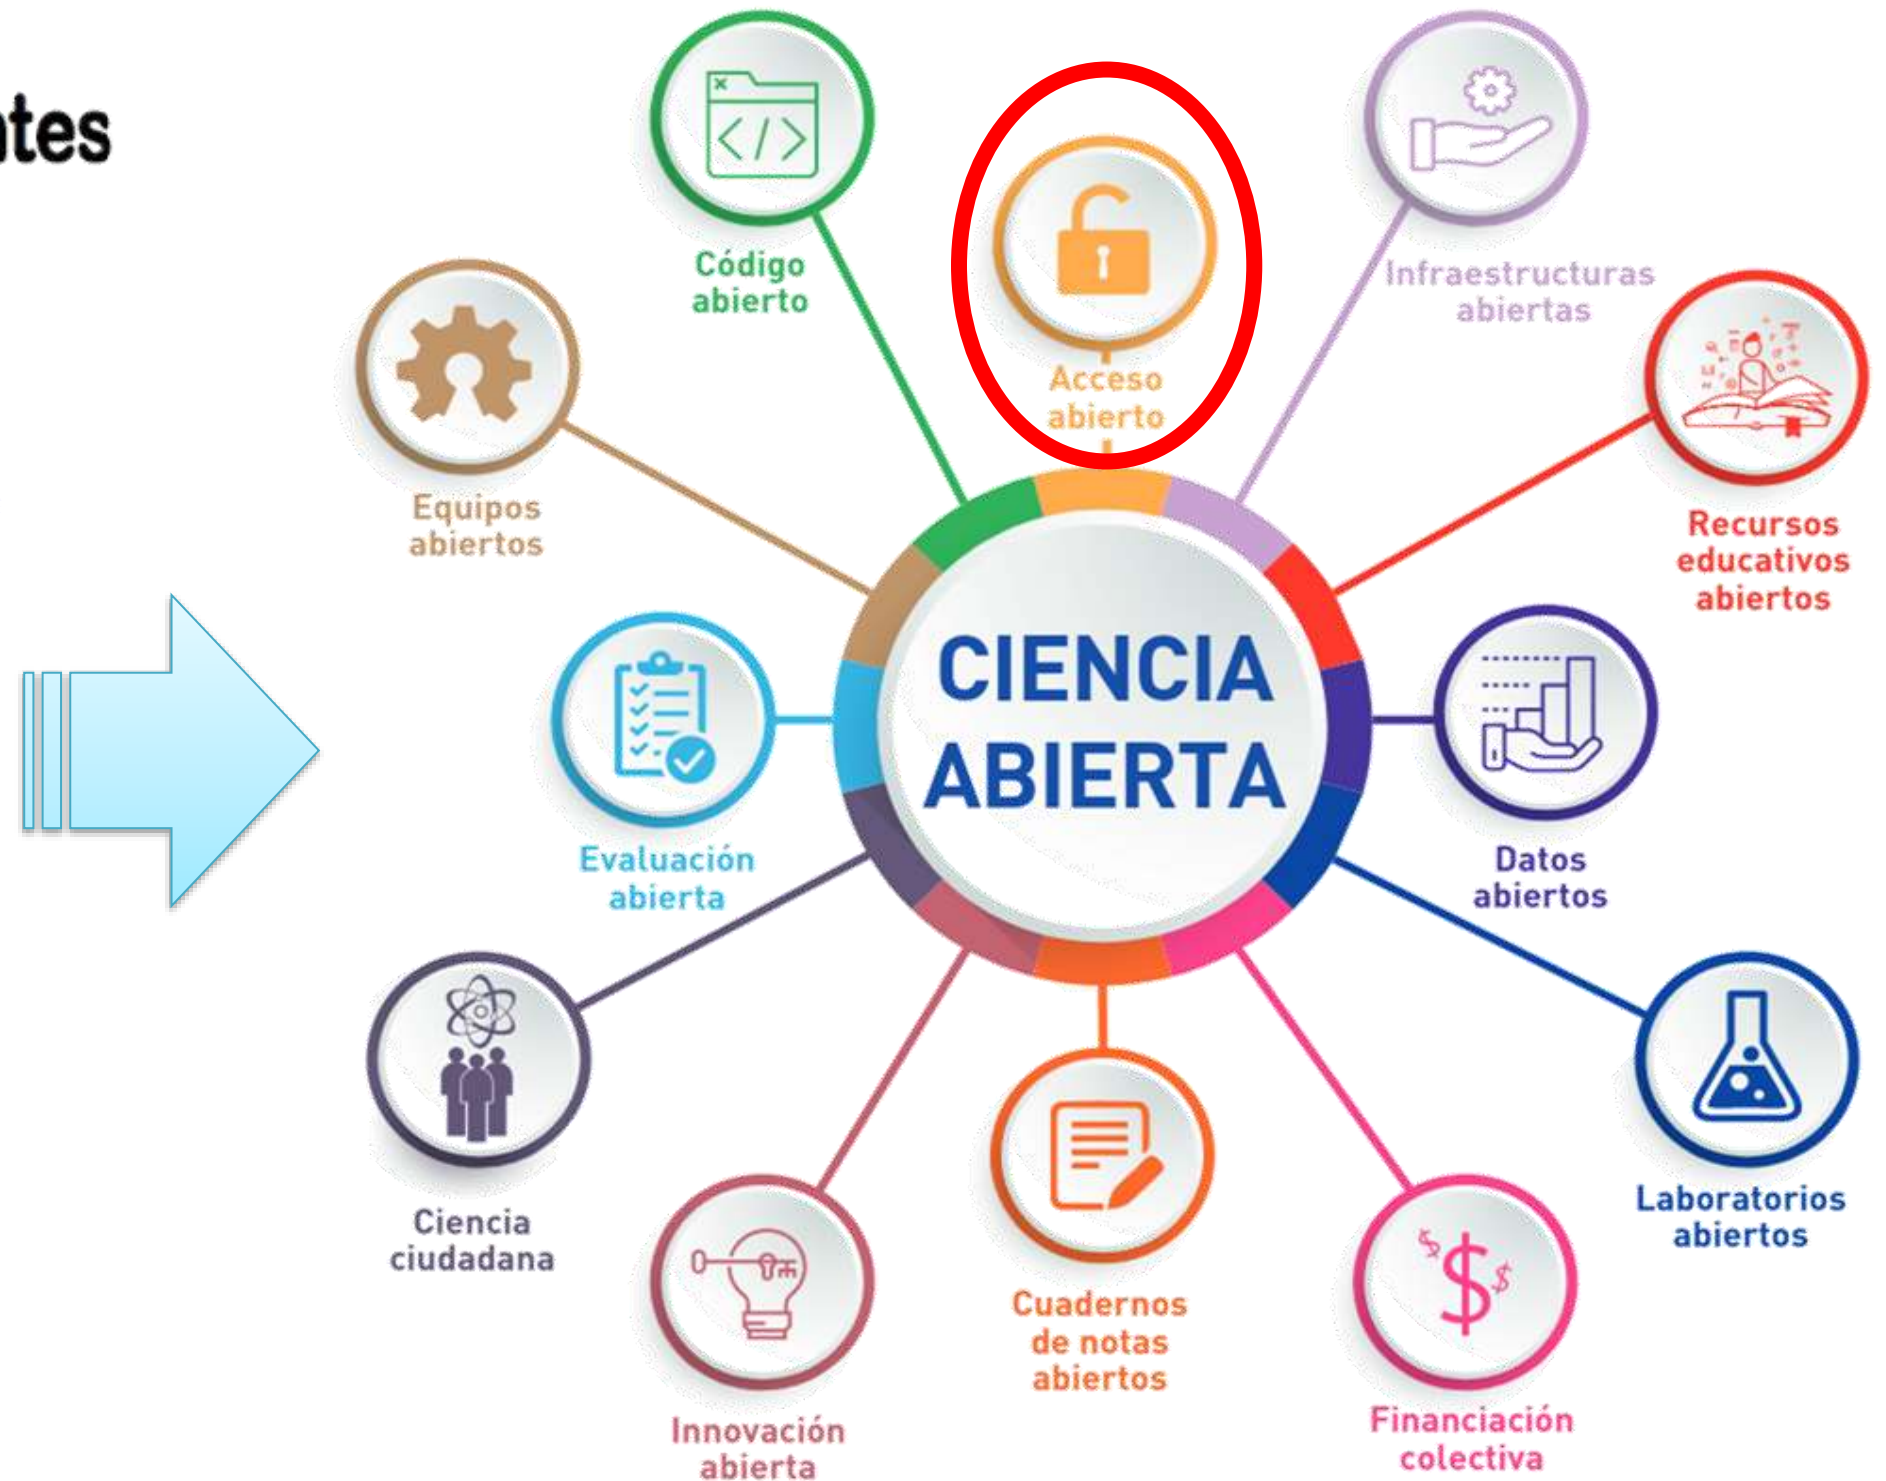 Código
abierto
Acceso
abierto
Infraestructuras
abiertas
Equipos
abiertos
Recursos
educativos
abiertos
CIENCIA
ABIERTA
Evaluación
abierta
Datos
abiertos
Ciencia
ciudadana
Laboratorios
abiertos
Cuadernos
de notas
abiertos
Innovación
abierta
Financiación
colectiva